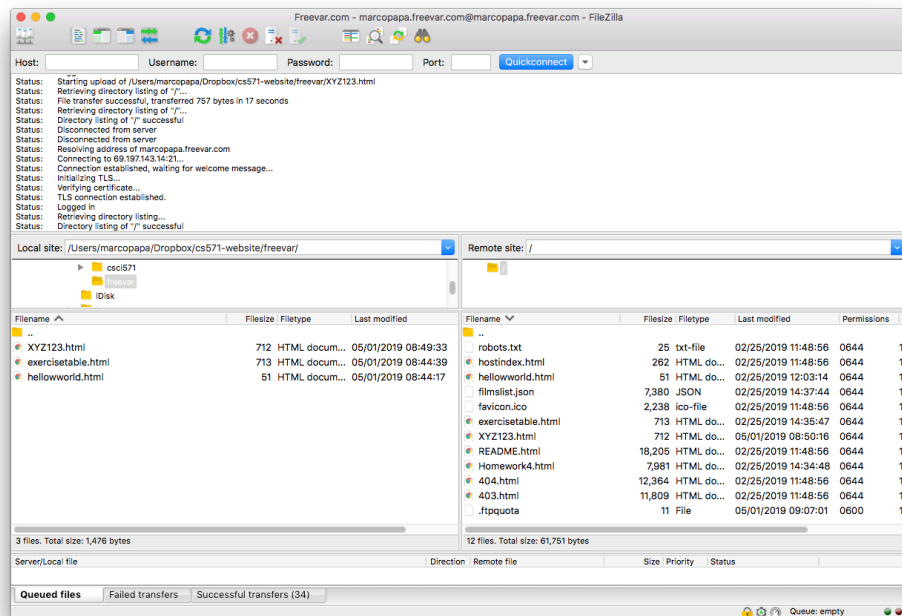 Freevar.com - marcopapa.freevar.com@marcopapa.freevar.com - FileZilla
Host: Username: Password: Port: Quickconnect
Status: Starting upload of /Users/marcopapa/Dropbox/cs571-website/freevar/XYZ123.html
Status: Retrieving directory listing of "/"...
Status: File transfer successful, transferred 757 bytes in 17 seconds
Status: Retrieving directory listing of "/"...
Status: Directory listing of "/" successful
Status: Disconnected from server
Status: Disconnected from server
Status: Resolving address of marcopapa.freevar.com
Status: Connecting to 69.197.143.14:21...
Status: Connection established, waiting for welcome message...
Status: Initializing TLS...
Status: Verifying certificate...
Status: TLS connection established.
Status: Logged in
Status: Retrieving directory listing...
Status: Directory listing of "/" successful
Local site: /Users/marcopapa/Dropbox/cs571-website/freevar/
csci571
freevar
iDisk
Filename Filesize Filetype Last modified
..
XYZ123.html 712 HTML docum... 05/01/2019 08:49:33
exercisetable.html 713 HTML docum... 05/01/2019 08:44:39
hellowworld.html 51 HTML docum... 05/01/2019 08:44:17
3 files. Total size: 1,476 bytes
Remote site: /
/
Filename Filesize Filetype Last modified Permissions
..
robots.txt 25 txt-file 02/25/2019 11:48:56 0644 1
hostindex.html 262 HTML do... 02/25/2019 11:48:56 0644 1
hellowworld.html 51 HTML do... 02/25/2019 12:03:14 0644 1
filmslist.json 7,380 JSON 02/25/2019 14:37:44 0644 1
favicon.ico 2,238 ico-file 02/25/2019 11:48:56 0644 1
exercisetable.html 713 HTML do... 02/25/2019 14:35:47 0644 1
XYZ123.html 712 HTML do... 05/01/2019 08:50:16 0644 1
README.html 18,205 HTML do... 02/25/2019 11:48:56 0644 1
Homework4.html 7,981 HTML do... 02/25/2019 14:34:48 0644 1
404.html 12,364 HTML do... 02/25/2019 11:48:56 0644 1
403.html 11,809 HTML do... 02/25/2019 11:48:56 0644 1
.ftpquota 11 File 05/01/2019 09:07:01 0600 1
12 files. Total size: 61,751 bytes
Server/Local file Direction Remote file Size Priority Status
Queued files Failed transfers Successful transfers (34)
Queue: empty